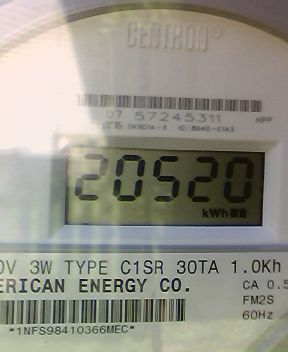 CENTRON®
07 57245311 HPP
20520
kWh
0V 3W TYPE C1SR 30TA 1.0Kh
ERICAN ENERGY CO. CA 0.5
FM2S
60Hz
*1NFS98410366MEC*